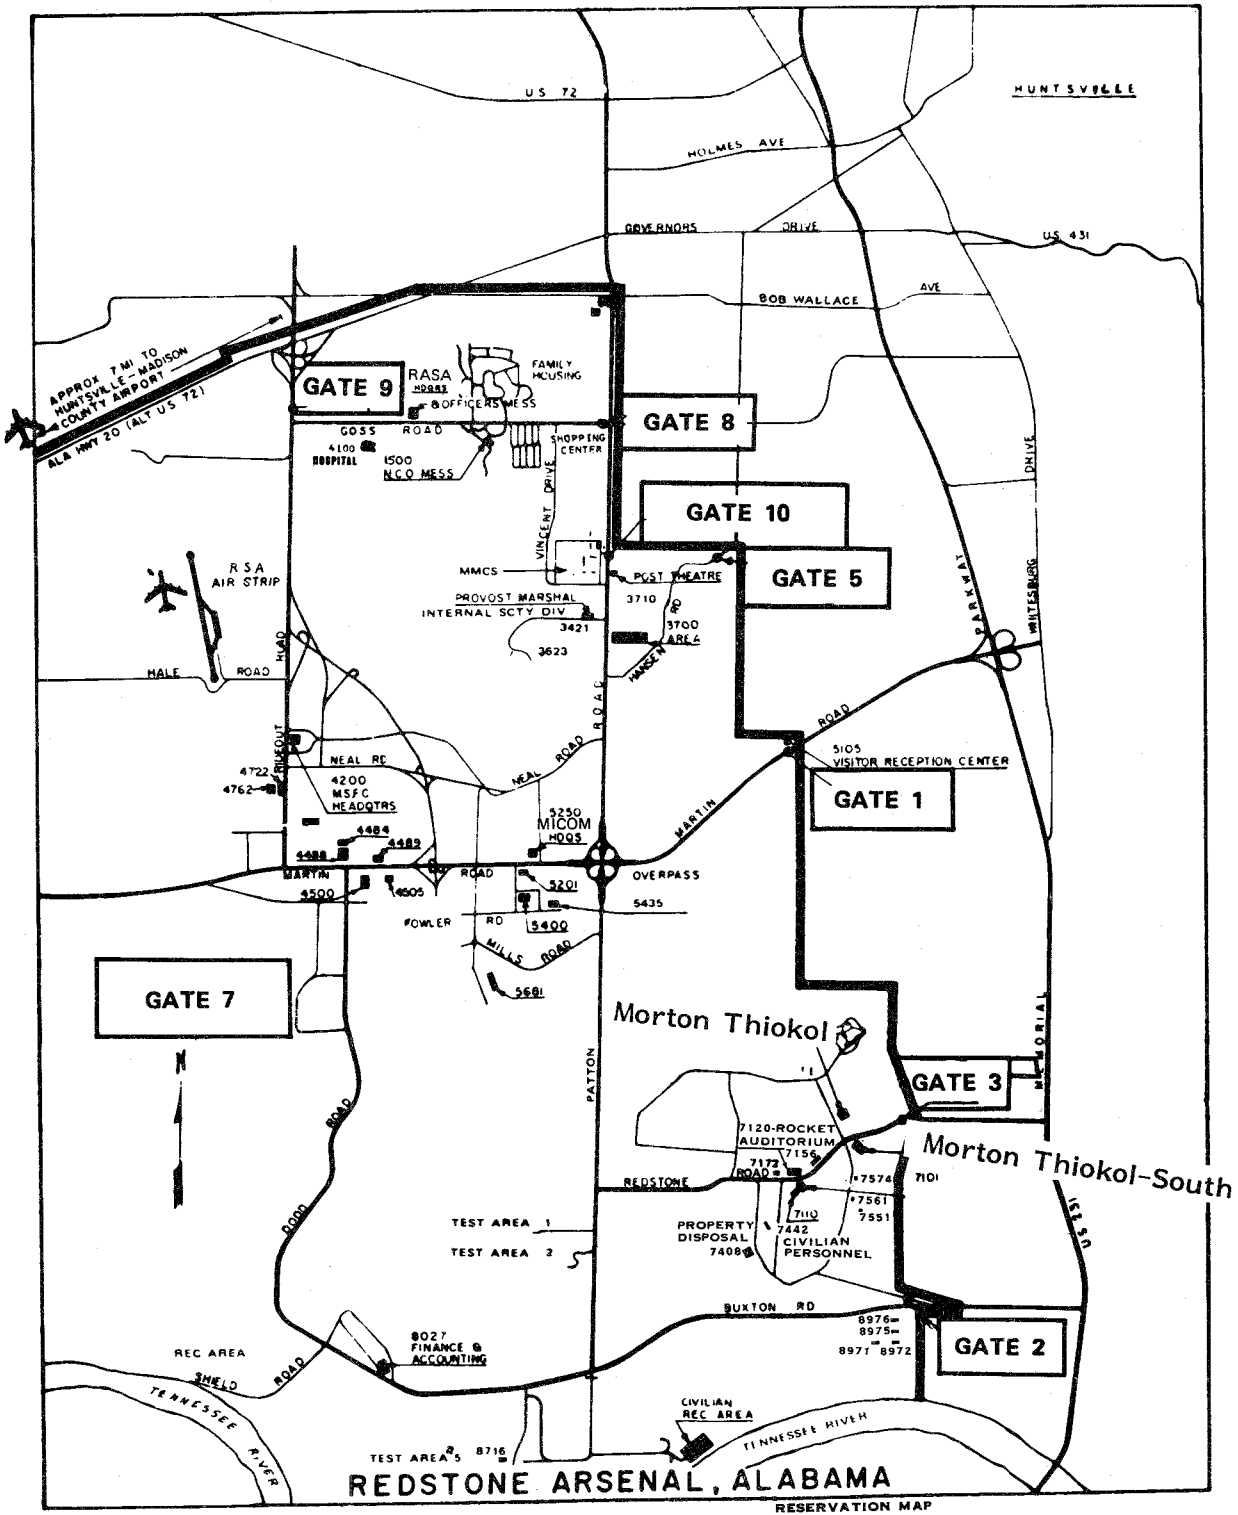 HUNTSVILLE
US 72
HOLMES AVE
GOVERNORS DRIVE
US 431
BOB WALLACE AVE
APPROX 7 MI TO
HUNTSVILLE-MADISON
COUNTY AIRPORT
ALA HWY 20 (ALT US 72)
GATE 9
RASA
HDQRS
& OFFICERS MESS
FAMILY
HOUSING
GATE 8
GOSS ROAD
4100
HOSPITAL
1500
N.C.O MESS
SHOPPING
CENTER
VINCENT DRIVE
DRIVE
WHITESBURG
GATE 10
GATE 5
RSA
AIR STRIP
MMCS
POST THEATRE
3710
PROVOST MARSHAL
INTERNAL SCTY DIV
3421
3623
3700
AREA
HANSEN RD
PARKWAY
HALE ROAD
RIDEOUT ROAD
ROAD
NEAL RD
NEAL ROAD
4722
4762
4200
MSFC
HEADQTRS
5105
VISITOR RECEPTION CENTER
GATE 1
MARTIN ROAD
5250
MICOM
HDQS
4484
4488
4489
MARTIN ROAD
OVERPASS
4500
4505
5201
5435
5400
FOWLER RD
MILLS ROAD
5681
GATE 7
N
Morton Thiokol
MEMORIAL
GATE 3
PATTON
DODD ROAD
7120-ROCKET
AUDITORIUM
7156
7172
REDSTONE ROAD
Morton Thiokol-South
7574
7101
7561
7551
7110
7442
PROPERTY
DISPOSAL
7408
CIVILIAN
PERSONNEL
TEST AREA 1
TEST AREA 2
US 231
BUXTON RD
8976
8975
8971 8972
GATE 2
8027
FINANCE &
ACCOUNTING
REC AREA
SHIELD ROAD
TENNESSEE RIVER
CIVILIAN
REC AREA
TENNESSEE RIVER
TEST AREA 5
8716
REDSTONE ARSENAL, ALABAMA
RESERVATION MAP